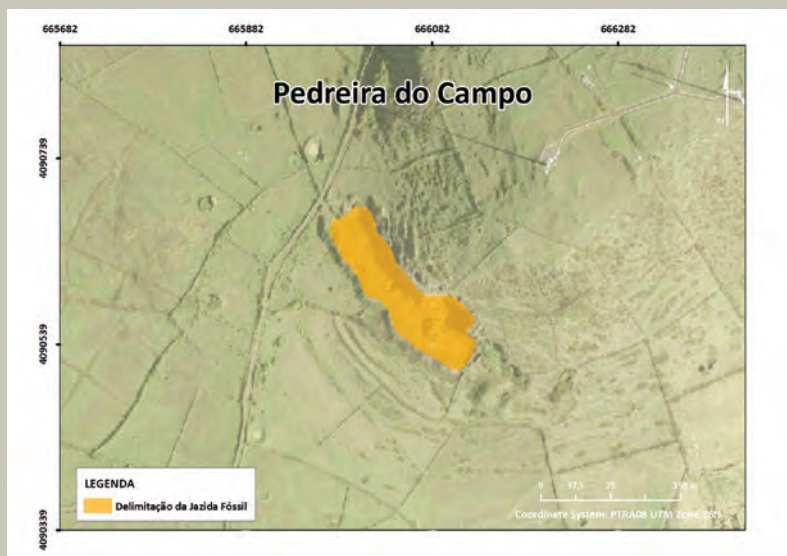 665682 665882 666082 666282
Pedreira do Campo
4090739
4090539
4090339
LEGENDA
Delimitação da Jazida Fóssil
0 37,5 75 m
Coordinate System: PTRA08 UTM Zone